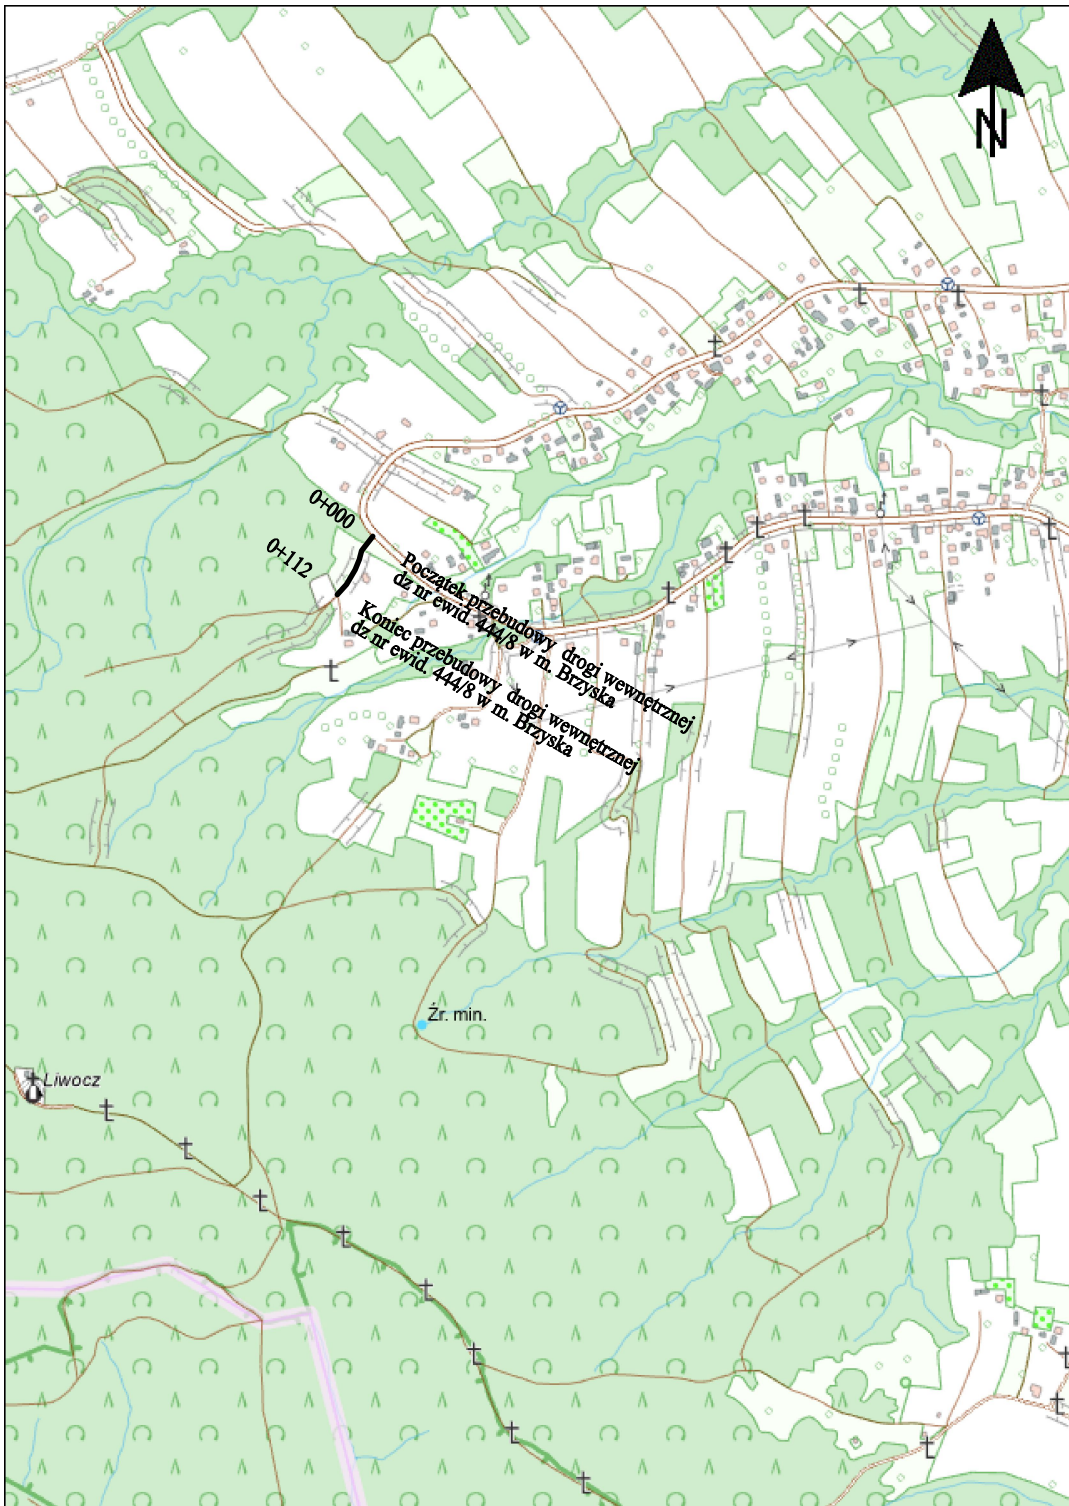 N
0+000
0+112
Początek przebudowy drogi wewnętrznej
dz nr ewid. 444/8 w m. Brzyska
Koniec przebudowy drogi wewnętrznej
dz nr ewid. 444/8 w m. Brzyska
Źr. min.
Liwocz